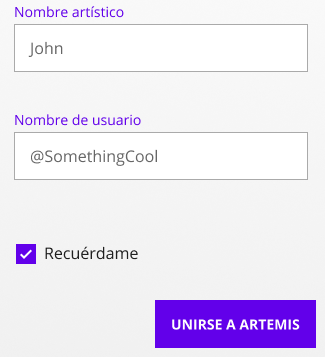 Nombre artístico
John
Nombre de usuario
@SomethingCool
Recuérdame
UNIRSE A ARTEMIS